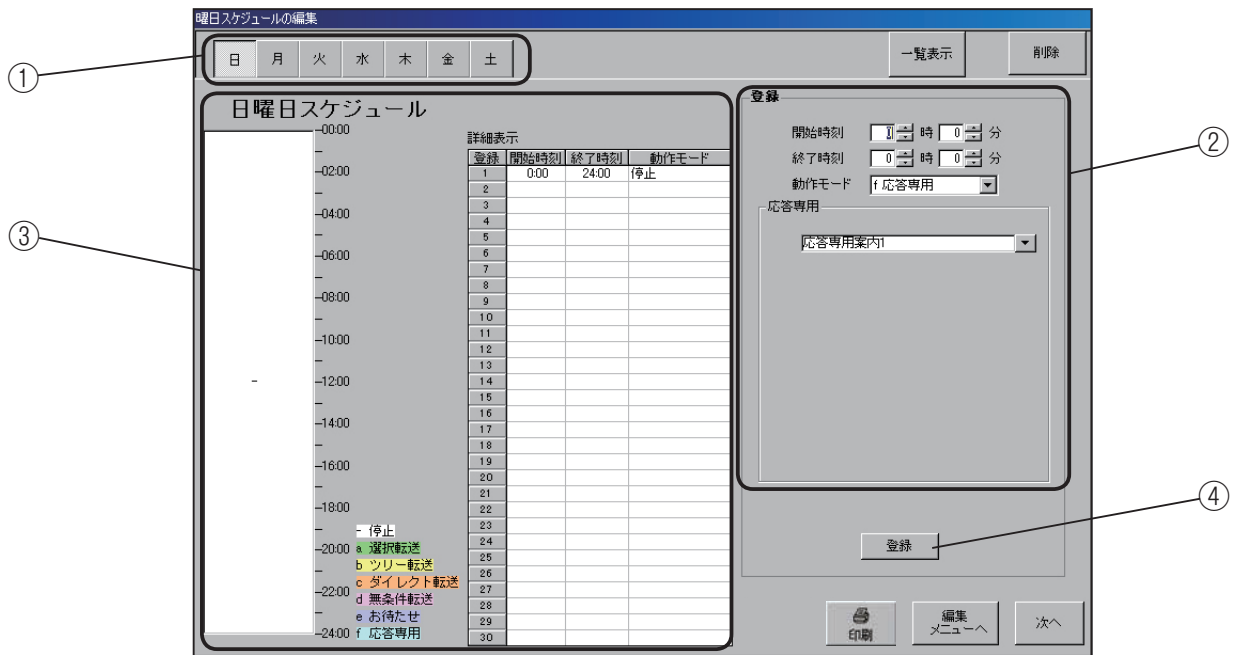 曜日スケジュールの編集
日 月 火 水 木 金 土
一覧表示 削除
①
②
③
④
日曜日スケジュール
00:00
02:00
04:00
06:00
08:00
10:00
- 12:00
14:00
16:00
18:00
20:00
22:00
24:00
- 停止
a 選択転送
b ツリー転送
c ダイレクト転送
d 無条件転送
e お待たせ
f 応答専用
詳細表示
登録 開始時刻 終了時刻 動作モード
1 0:00 24:00 停止
2
3
4
5
6
7
8
9
10
11
12
13
14
15
16
17
18
19
20
21
22
23
24
25
26
27
28
29
30
登録
開始時刻 時 0 分
終了時刻 0 時 0 分
動作モード f 応答専用
応答専用
応答専用案内1
登録
印刷
編集
メニューへ
次へ